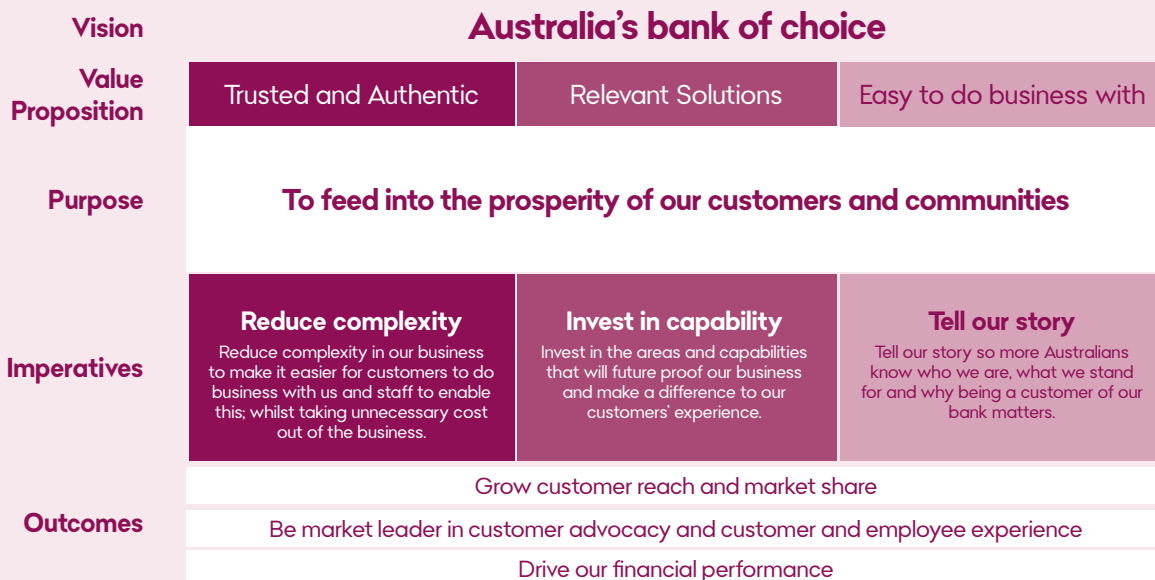 Vision
Australia’s bank of choice
Value
Proposition
Trusted and Authentic
Relevant Solutions
Easy to do business with
Purpose
To feed into the prosperity of our customers and communities
Imperatives
Reduce complexity
Reduce complexity in our business
to make it easier for customers to do
business with us and staff to enable
this; whilst taking unnecessary cost
out of the business.
Invest in capability
Invest in the areas and capabilities
that will future proof our business
and make a difference to our
customers’ experience.
Tell our story
Tell our story so more Australians
know who we are, what we stand
for and why being a customer of our
bank matters.
Outcomes
Grow customer reach and market share
Be market leader in customer advocacy and customer and employee experience
Drive our financial performance